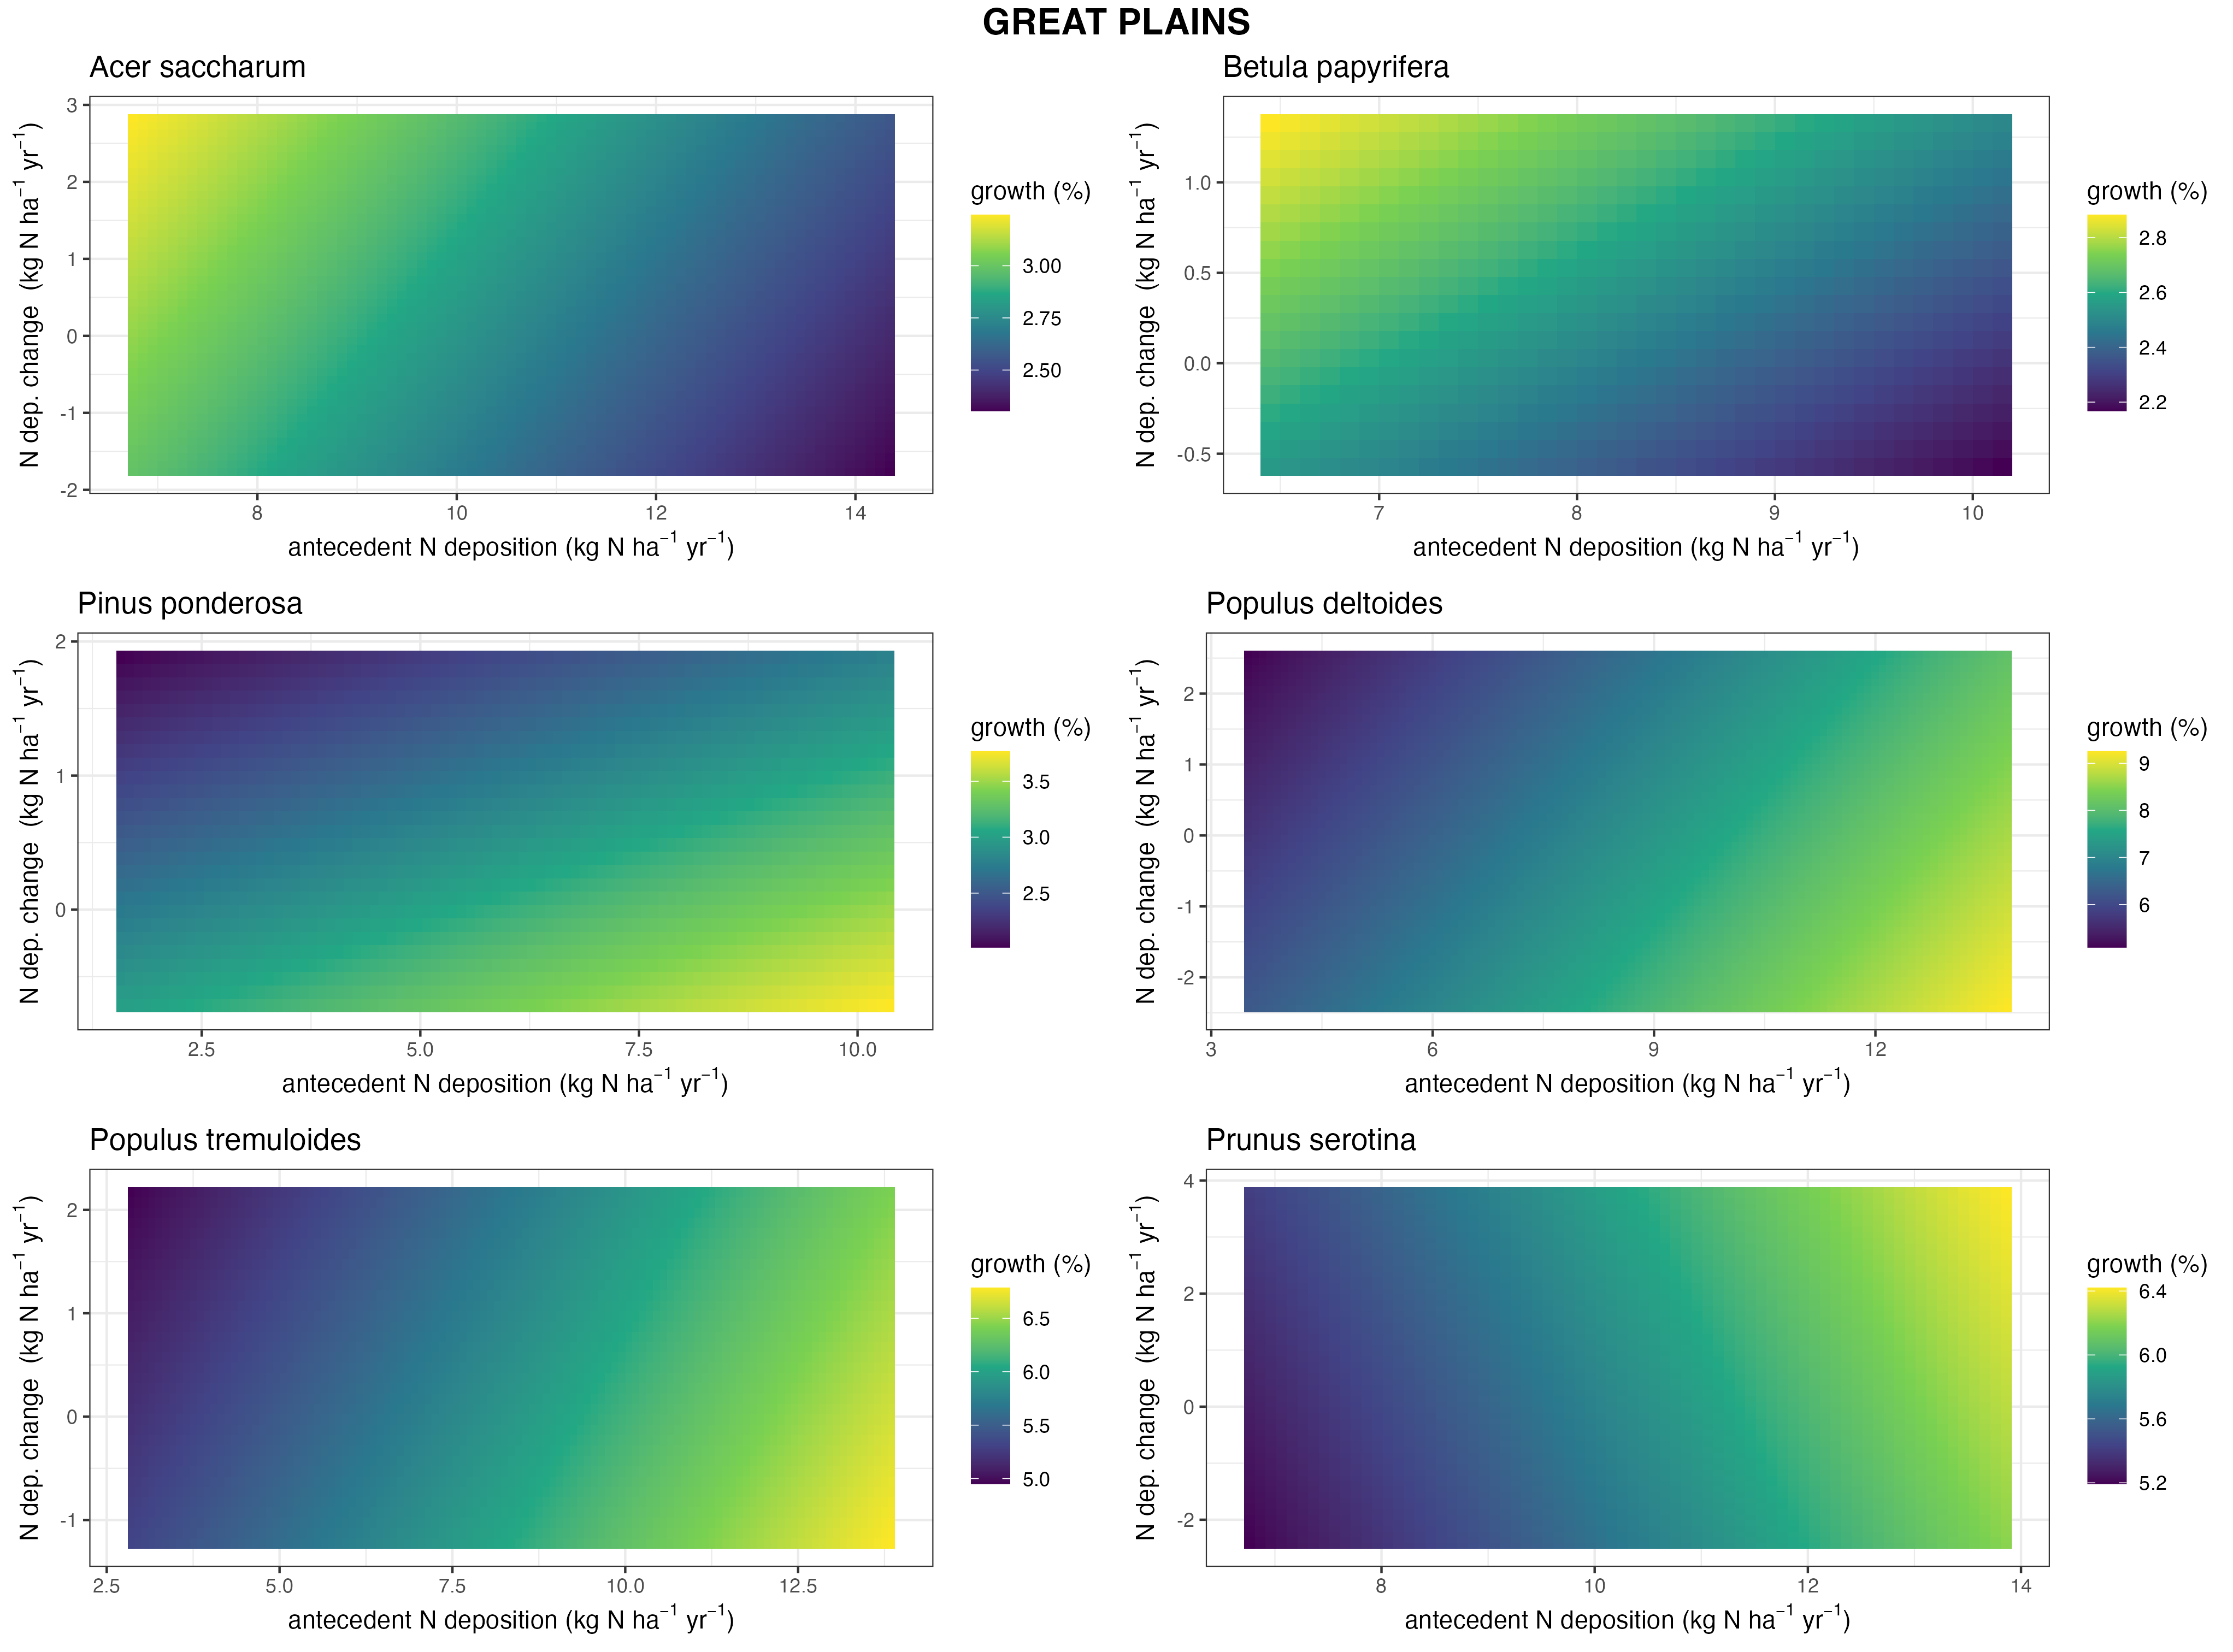 GREAT PLAINS
Acer saccharum
N dep. change (kg N ha⁻¹ yr⁻¹)
3
2
1
0
-1
-2
8 10 12 14
antecedent N deposition (kg N ha⁻¹ yr⁻¹)
growth (%)
3.00
2.75
2.50
Betula papyrifera
N dep. change (kg N ha⁻¹ yr⁻¹)
1.0
0.5
0.0
-0.5
7 8 9 10
antecedent N deposition (kg N ha⁻¹ yr⁻¹)
growth (%)
2.8
2.6
2.4
2.2
Pinus ponderosa
N dep. change (kg N ha⁻¹ yr⁻¹)
2
1
0
2.5 5.0 7.5 10.0
antecedent N deposition (kg N ha⁻¹ yr⁻¹)
growth (%)
3.5
3.0
2.5
Populus deltoides
N dep. change (kg N ha⁻¹ yr⁻¹)
2
1
0
-1
-2
3 6 9 12
antecedent N deposition (kg N ha⁻¹ yr⁻¹)
growth (%)
9
8
7
6
Populus tremuloides
N dep. change (kg N ha⁻¹ yr⁻¹)
2
1
0
-1
2.5 5.0 7.5 10.0 12.5
antecedent N deposition (kg N ha⁻¹ yr⁻¹)
growth (%)
6.5
6.0
5.5
5.0
Prunus serotina
N dep. change (kg N ha⁻¹ yr⁻¹)
4
2
0
-2
8 10 12 14
antecedent N deposition (kg N ha⁻¹ yr⁻¹)
growth (%)
6.4
6.0
5.6
5.2